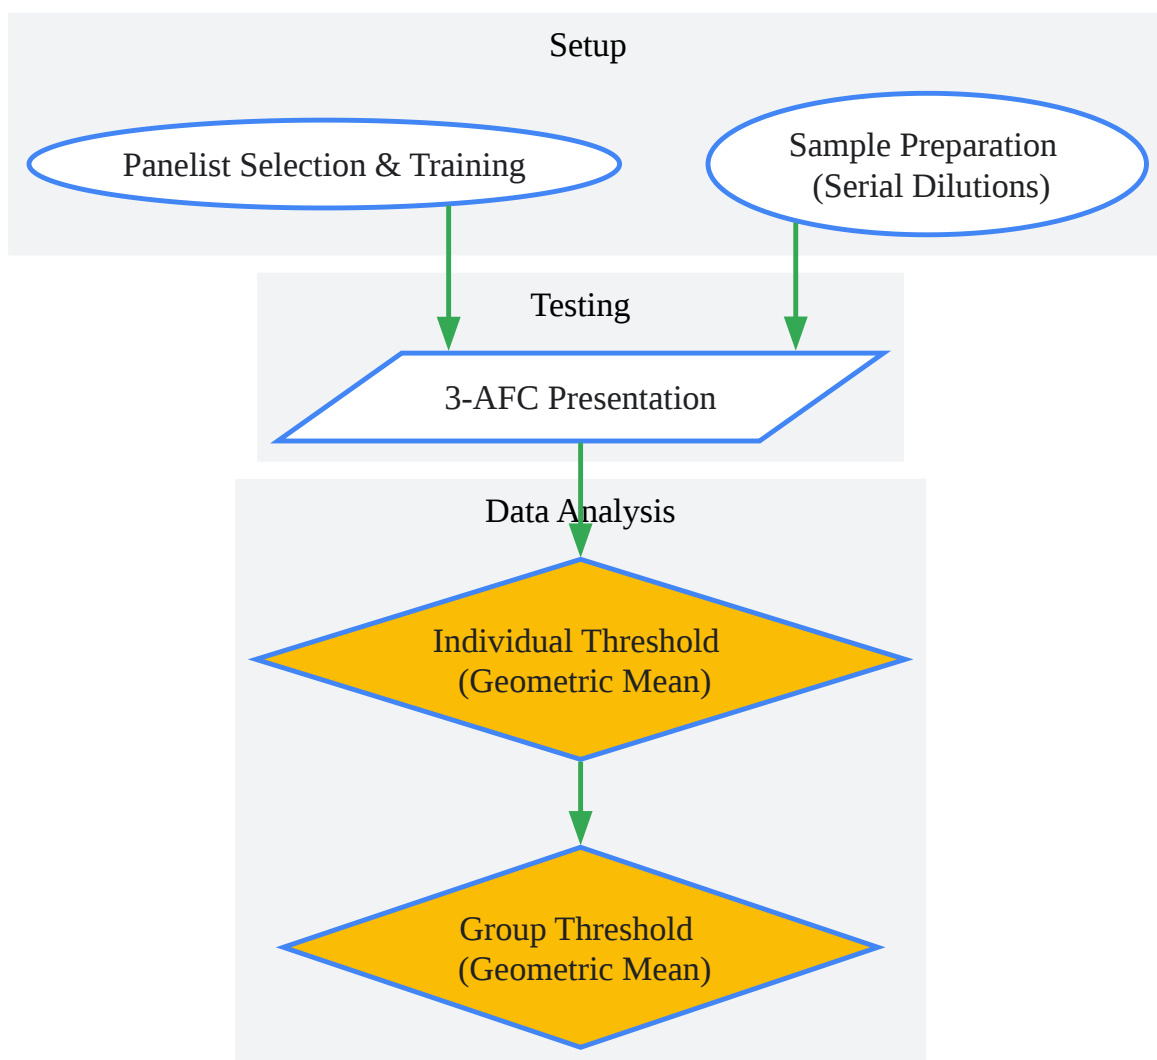 Setup
Panelist Selection & Training
Sample Preparation
(Serial Dilutions)
Testing
3-AFC Presentation
Data Analysis
Individual Threshold
(Geometric Mean)
Group Threshold
(Geometric Mean)